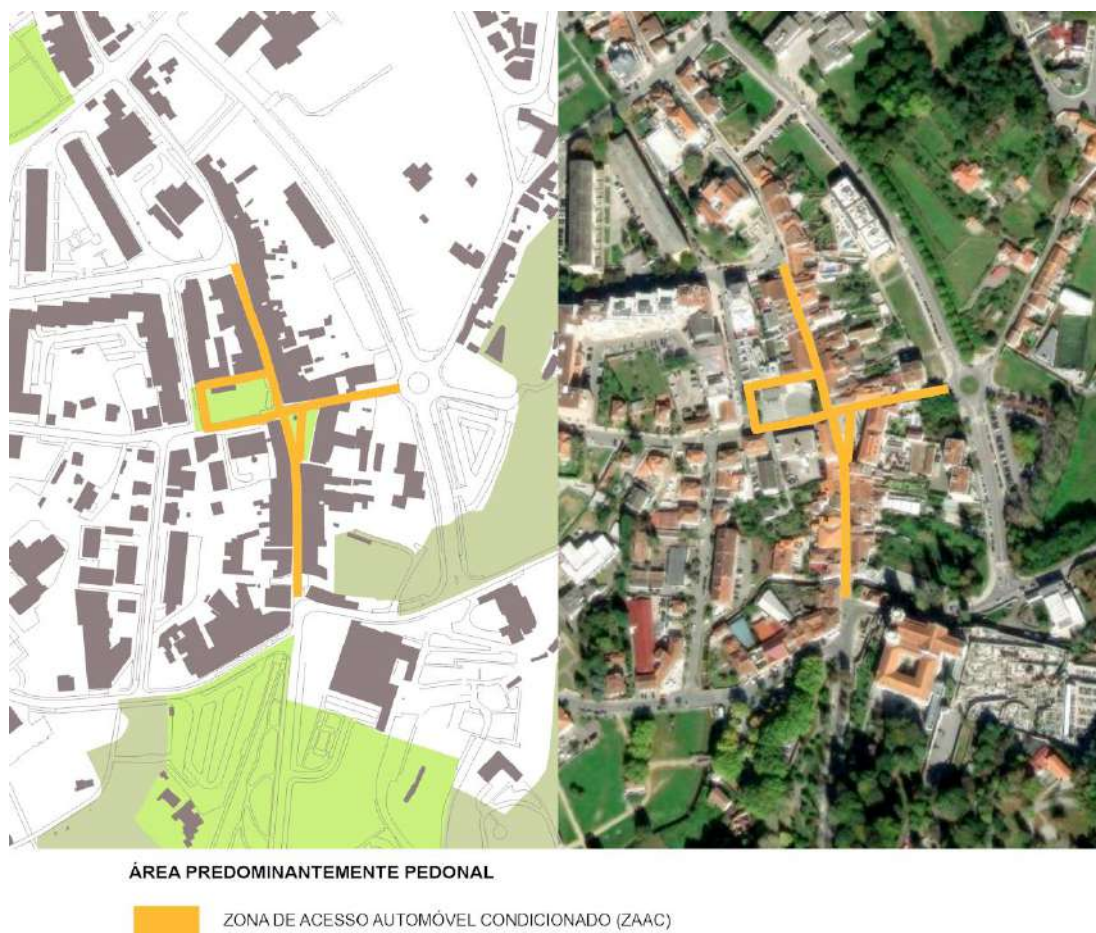 ÁREA PREDOMINANTEMENTE PEDONAL
ZONA DE ACESSO AUTOMÓVEL CONDICIONADO (ZAAC)